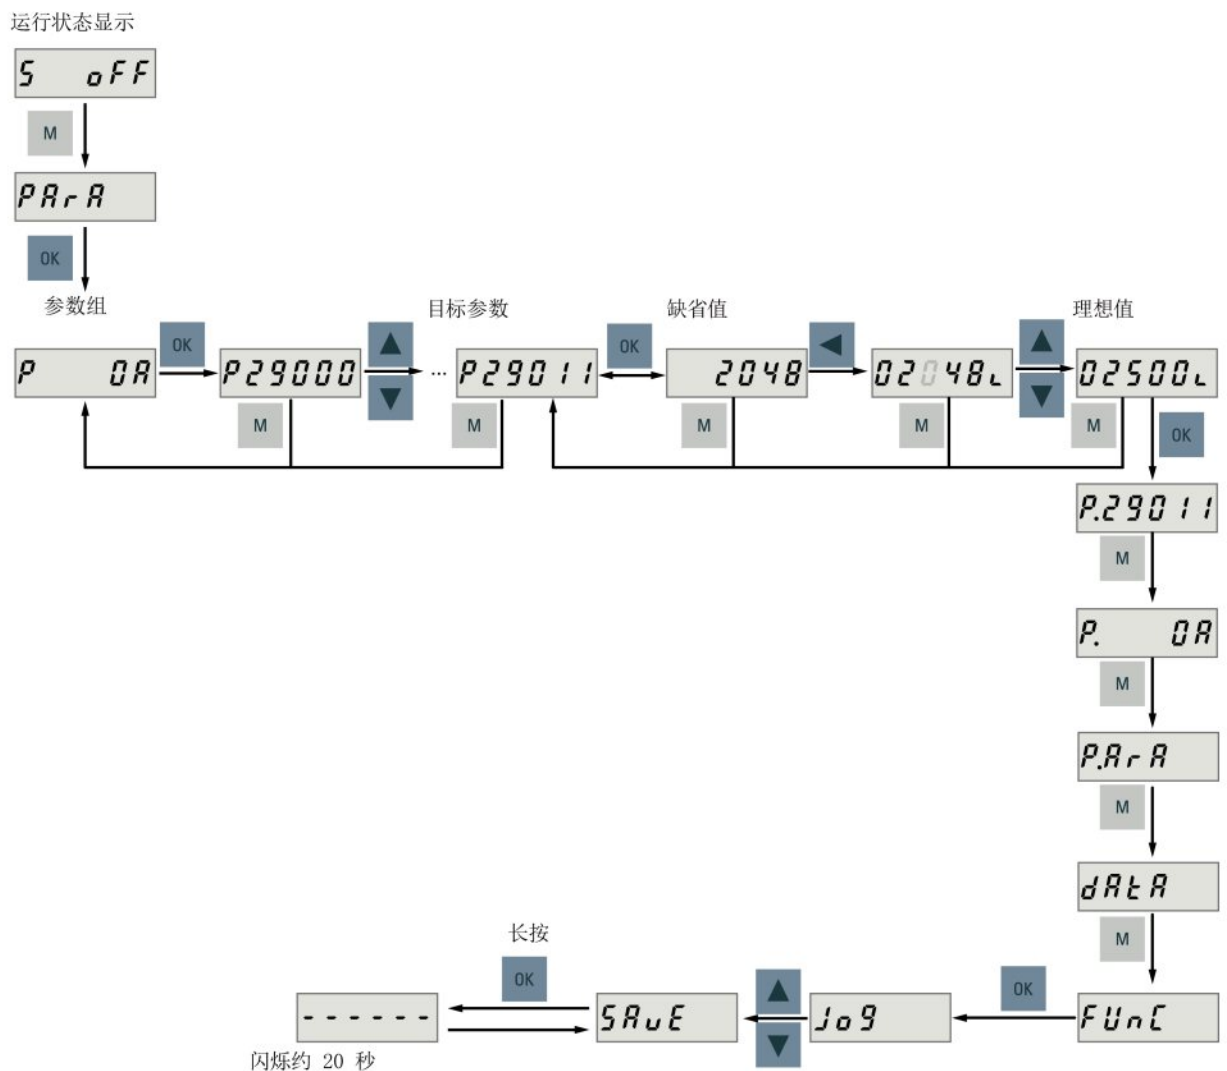 运行状态显示
S oFF
M
PArA
OK
参数组
目标参数
缺省值
理想值
P 0A
OK
P29000
...
P29011
OK
2048
02048L
02500L
M
M
M
M
M
OK
P.29011
M
P. 0A
M
P.ArA
M
dAtA
M
长按
OK
OK
------
SAvE
Jog
FUnC
闪烁约 20 秒